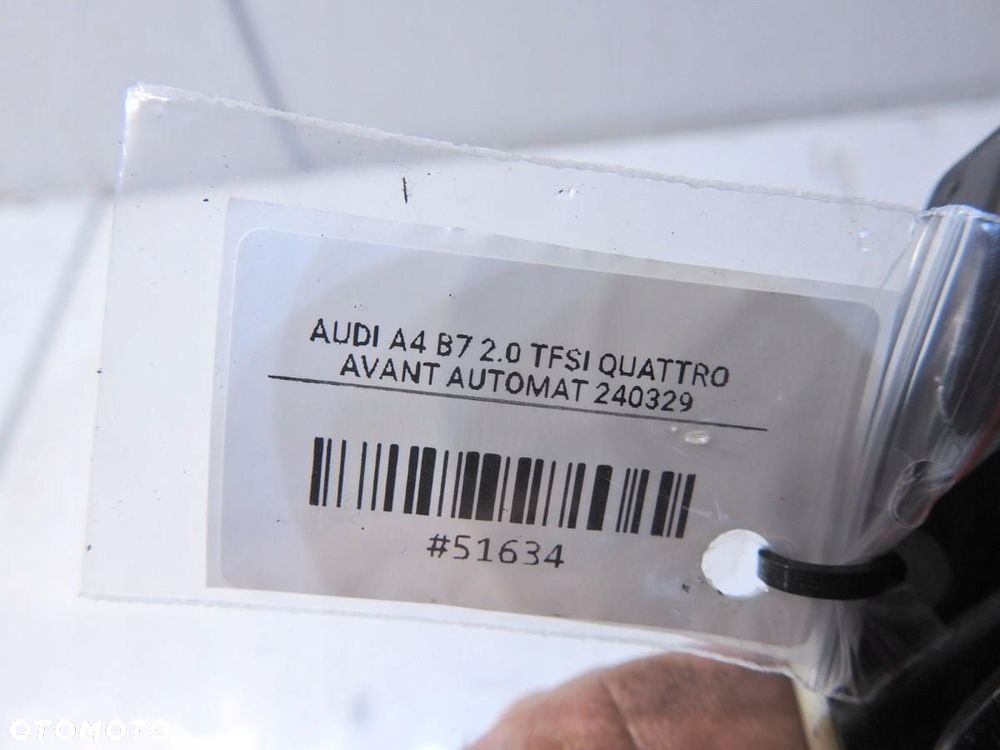 AUDI A4 B7 2.0 TFSI QUATTRO
AVANT AUTOMAT 240329
#51634
OTOMOTO